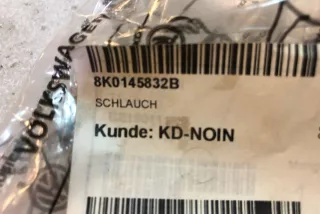 VOLKSWAGEN
8K0145832B
SCHLAUCH
Kunde: KD-NOIN